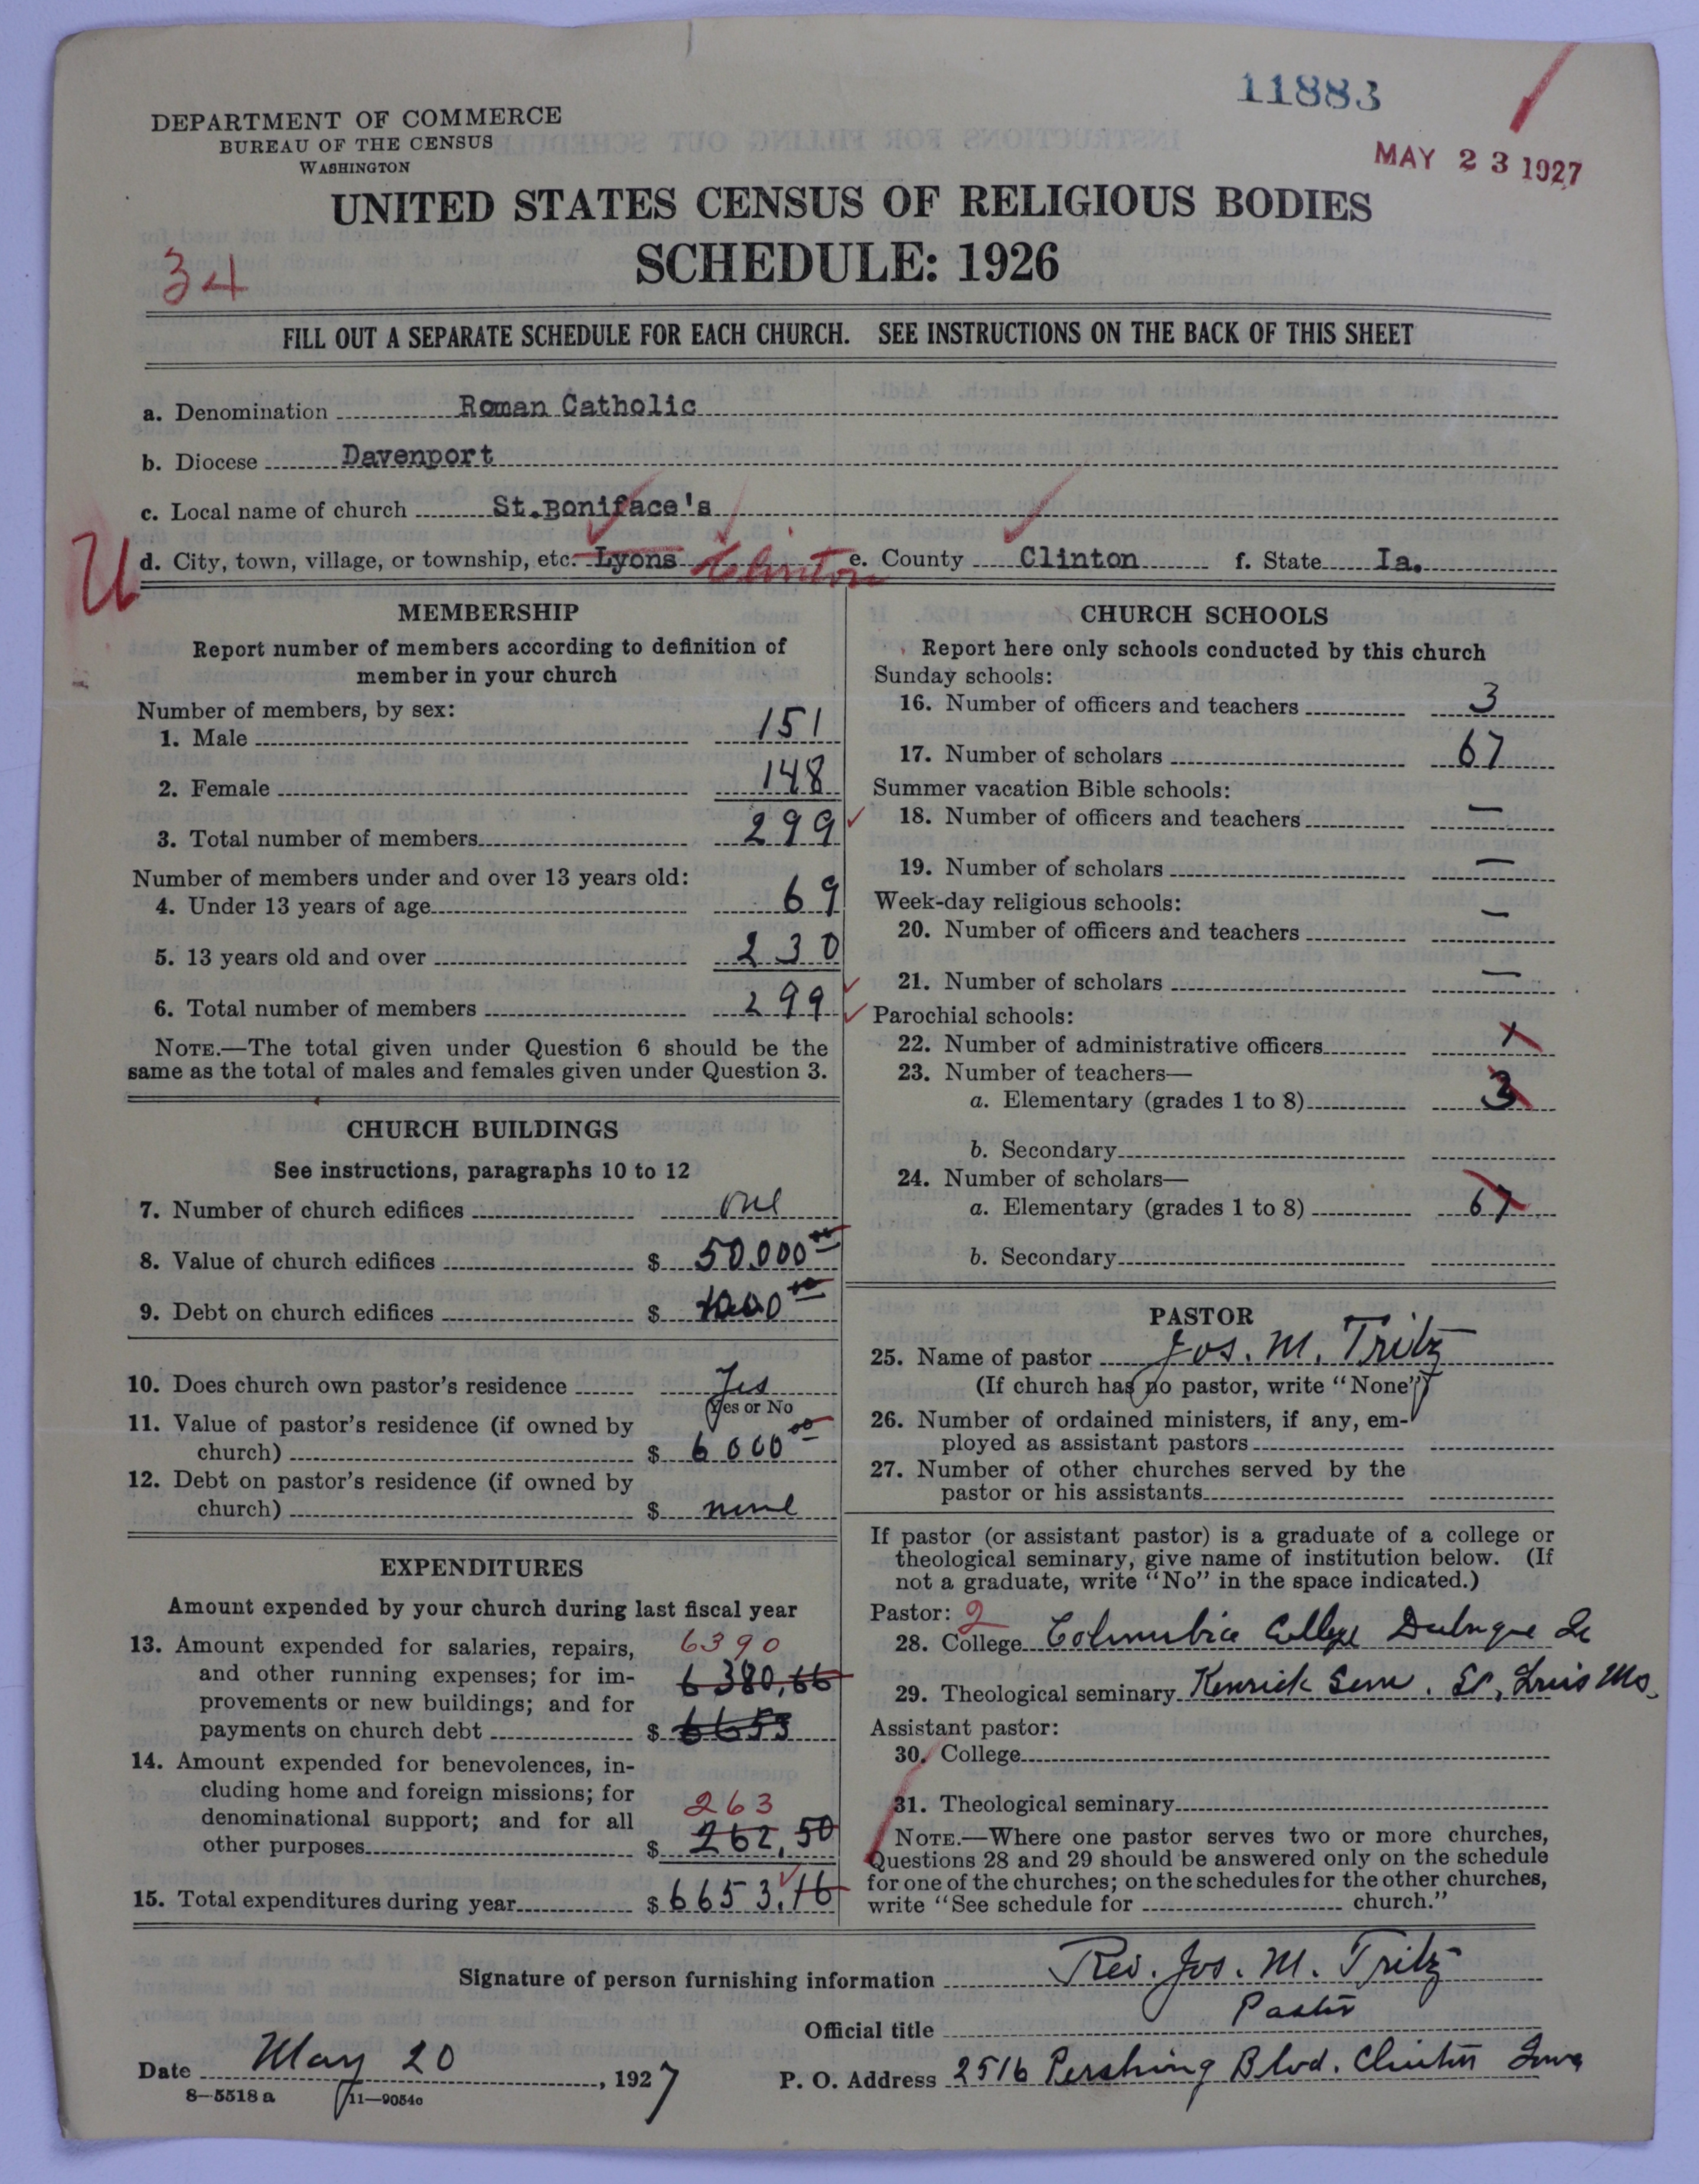 11883
MAY 23 1927
DEPARTMENT OF COMMERCE
BUREAU OF THE CENSUS
WASHINGTON
UNITED STATES CENSUS OF RELIGIOUS BODIES
SCHEDULE: 1926
34
FILL OUT A SEPARATE SCHEDULE FOR EACH CHURCH. SEE INSTRUCTIONS ON THE BACK OF THIS SHEET
a. Denomination Roman Catholic
b. Diocese Davenport
c. Local name of church St.Boniface's
U
d. City, town, village, or township, etc. Lyons Clinton e. County Clinton f. State Ia.
MEMBERSHIP
Report number of members according to definition of
member in your church
Number of members, by sex:
1. Male 151
2. Female 148
3. Total number of members 299
Number of members under and over 13 years old:
4. Under 13 years of age 69
5. 13 years old and over 230
6. Total number of members 299
NOTE.—The total given under Question 6 should be the
same as the total of males and females given under Question 3.
CHURCH BUILDINGS
See instructions, paragraphs 10 to 12
7. Number of church edifices one
8. Value of church edifices $ 50.000 00
9. Debt on church edifices $ 1000 00
10. Does church own pastor's residence Yes
(Yes or No
11. Value of pastor's residence (if owned by
church) $ 6000 00
12. Debt on pastor's residence (if owned by
church) $ none
EXPENDITURES
Amount expended by your church during last fiscal year
13. Amount expended for salaries, repairs, 6390
and other running expenses; for im- 6380,66
provements or new buildings; and for
payments on church debt $ 6653
14. Amount expended for benevolences, in-
cluding home and foreign missions; for
denominational support; and for all 263
other purposes $ 262,50
15. Total expenditures during year $ 6653.16
CHURCH SCHOOLS
Report here only schools conducted by this church
Sunday schools:
16. Number of officers and teachers 3
17. Number of scholars 67
Summer vacation Bible schools:
18. Number of officers and teachers —
19. Number of scholars —
Week-day religious schools:
20. Number of officers and teachers —
21. Number of scholars —
Parochial schools:
22. Number of administrative officers
23. Number of teachers—
a. Elementary (grades 1 to 8) 3
b. Secondary
24. Number of scholars—
a. Elementary (grades 1 to 8) 67
b. Secondary
PASTOR
25. Name of pastor Jos. M. Tritz
(If church has no pastor, write "None")
26. Number of ordained ministers, if any, em-
ployed as assistant pastors
27. Number of other churches served by the
pastor or his assistants
If pastor (or assistant pastor) is a graduate of a college or
theological seminary, give name of institution below. (If
not a graduate, write "No" in the space indicated.)
Pastor: 2
28. College Columbia College Dubuque Ia
29. Theological seminary Kenrick Sem. St. Louis Mo.
Assistant pastor:
30. College
31. Theological seminary
NOTE.—Where one pastor serves two or more churches,
Questions 28 and 29 should be answered only on the schedule
for one of the churches; on the schedules for the other churches,
write "See schedule for church."
Signature of person furnishing information Rev. Jos. M. Tritz
Official title Pastor
Date May 20, 1927 P. O. Address 2516 Pershing Blvd. Clinton Iowa
8—5518 a 11—9054c